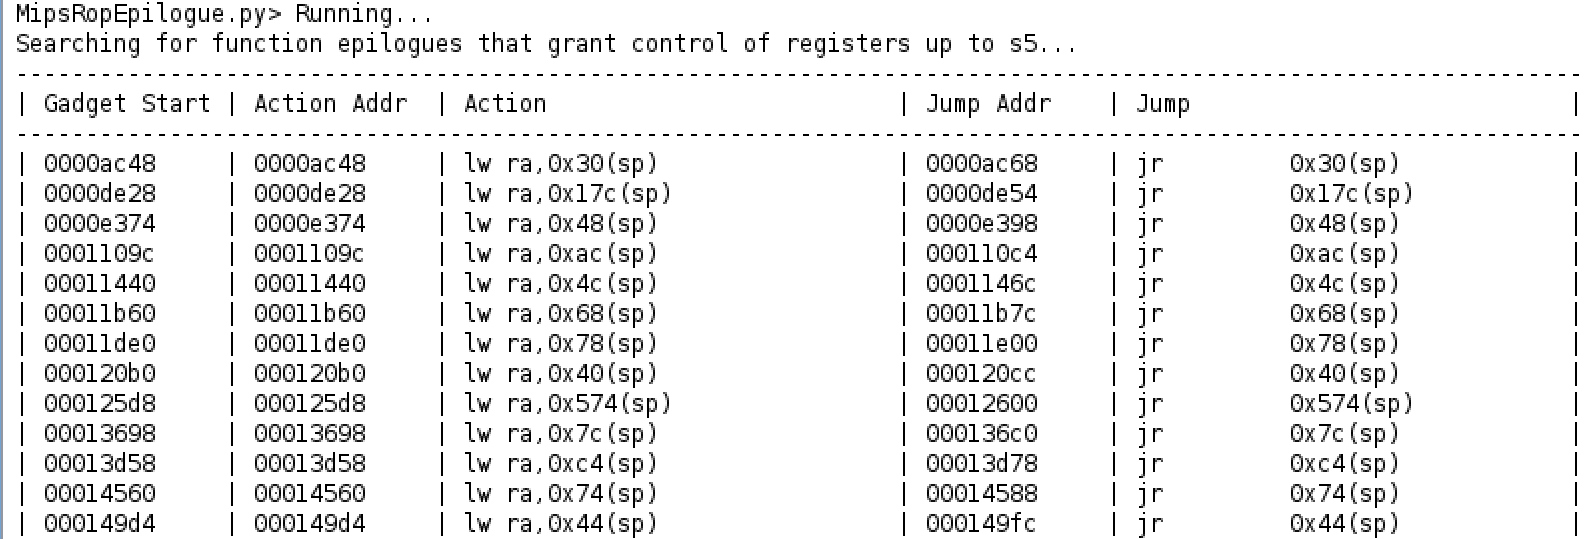 MipsRopEpilogue.py> Running...
Searching for function epilogues that grant control of registers up to s5...
----------------------------------------------------------------------------------------------------------------
| Gadget Start | Action Addr  | Action                         | Jump Addr    | Jump                           |
----------------------------------------------------------------------------------------------------------------
| 0000ac48     | 0000ac48     | lw ra,0x30(sp)                 | 0000ac68     | jr         0x30(sp)            |
| 0000de28     | 0000de28     | lw ra,0x17c(sp)                | 0000de54     | jr         0x17c(sp)           |
| 0000e374     | 0000e374     | lw ra,0x48(sp)                 | 0000e398     | jr         0x48(sp)            |
| 0001109c     | 0001109c     | lw ra,0xac(sp)                 | 000110c4     | jr         0xac(sp)            |
| 00011440     | 00011440     | lw ra,0x4c(sp)                 | 0001146c     | jr         0x4c(sp)            |
| 00011b60     | 00011b60     | lw ra,0x68(sp)                 | 00011b7c     | jr         0x68(sp)            |
| 00011de0     | 00011de0     | lw ra,0x78(sp)                 | 00011e00     | jr         0x78(sp)            |
| 000120b0     | 000120b0     | lw ra,0x40(sp)                 | 000120cc     | jr         0x40(sp)            |
| 000125d8     | 000125d8     | lw ra,0x574(sp)                | 00012600     | jr         0x574(sp)           |
| 00013698     | 00013698     | lw ra,0x7c(sp)                 | 000136c0     | jr         0x7c(sp)            |
| 00013d58     | 00013d58     | lw ra,0xc4(sp)                 | 00013d78     | jr         0xc4(sp)            |
| 00014560     | 00014560     | lw ra,0x74(sp)                 | 00014588     | jr         0x74(sp)            |
| 000149d4     | 000149d4     | lw ra,0x44(sp)                 | 000149fc     | jr         0x44(sp)            |